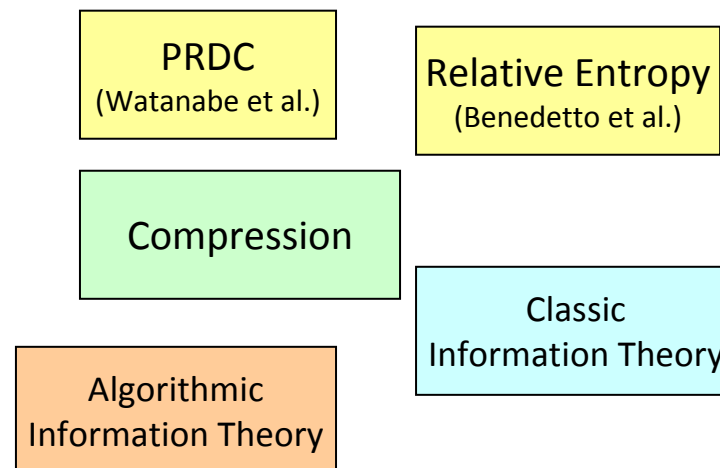 PRDC
(Watanabe et al.)
Relative Entropy
(Benedetto et al.)
Compression
Classic
Information Theory
Algorithmic
Information Theory